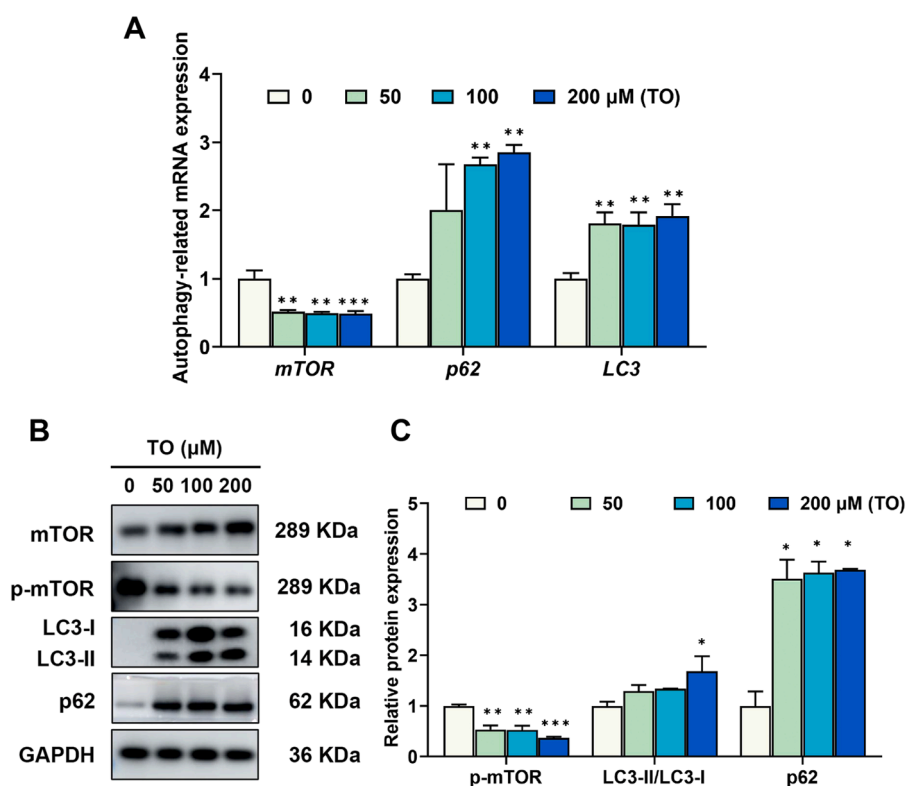 A
Autophagy-related mRNA expression
0 50 100 200 µM (TO)
4
3
2
1
0
** ** ***
** **
** ** **
mTOR p62 LC3
B
TO (µM)
0 50 100 200
mTOR 289 KDa
p-mTOR 289 KDa
LC3-I 16 KDa
LC3-II 14 KDa
p62 62 KDa
GAPDH 36 KDa
C
Relative protein expression
0 50 100 200 µM (TO)
5
4
3
2
1
0
** ** ***
*
* * *
p-mTOR LC3-II/LC3-I p62